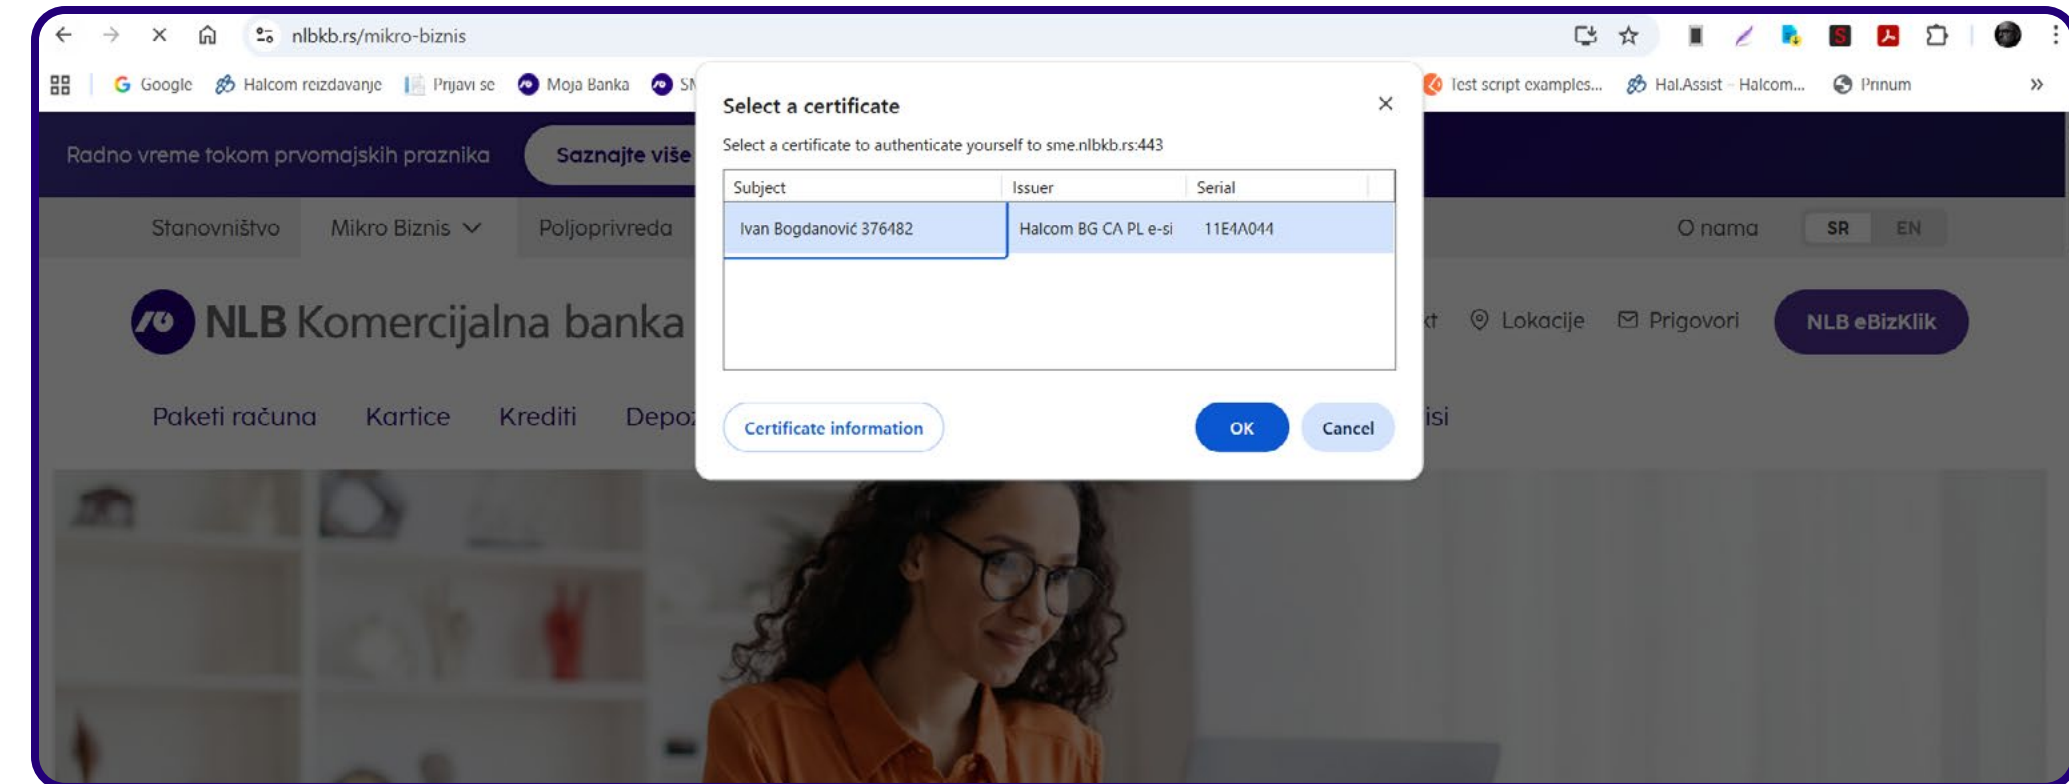 nlbkb.rs/mikro-biznis
Google Halcom reizdavanje Prijavi se Moja Banka Test script examples... Hal.Assist – Halcom... Prinum
Select a certificate
Select a certificate to authenticate yourself to sme.nlbkb.rs:443
Subject Issuer Serial
Ivan Bogdanović 376482 Halcom BG CA PL e-si 11E4A044
Certificate information OK Cancel
Radno vreme tokom prvomajskih praznika Saznajte više
Stanovništvo Mikro Biznis Poljoprivreda O nama SR EN
NLB Komercijalna banka Lokacije Prigovori NLB eBizKlik
Paketi računa Kartice Krediti